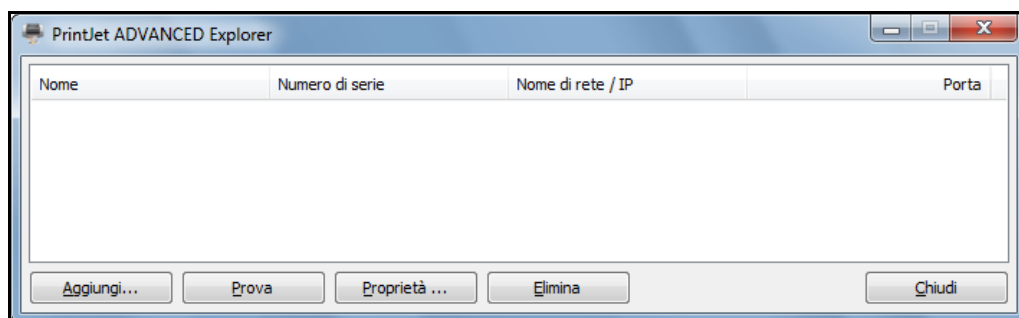 PrintJet ADVANCED Explorer
Nome Numero di serie Nome di rete / IP Porta
Aggiungi... Prova Proprietà ... Elimina Chiudi